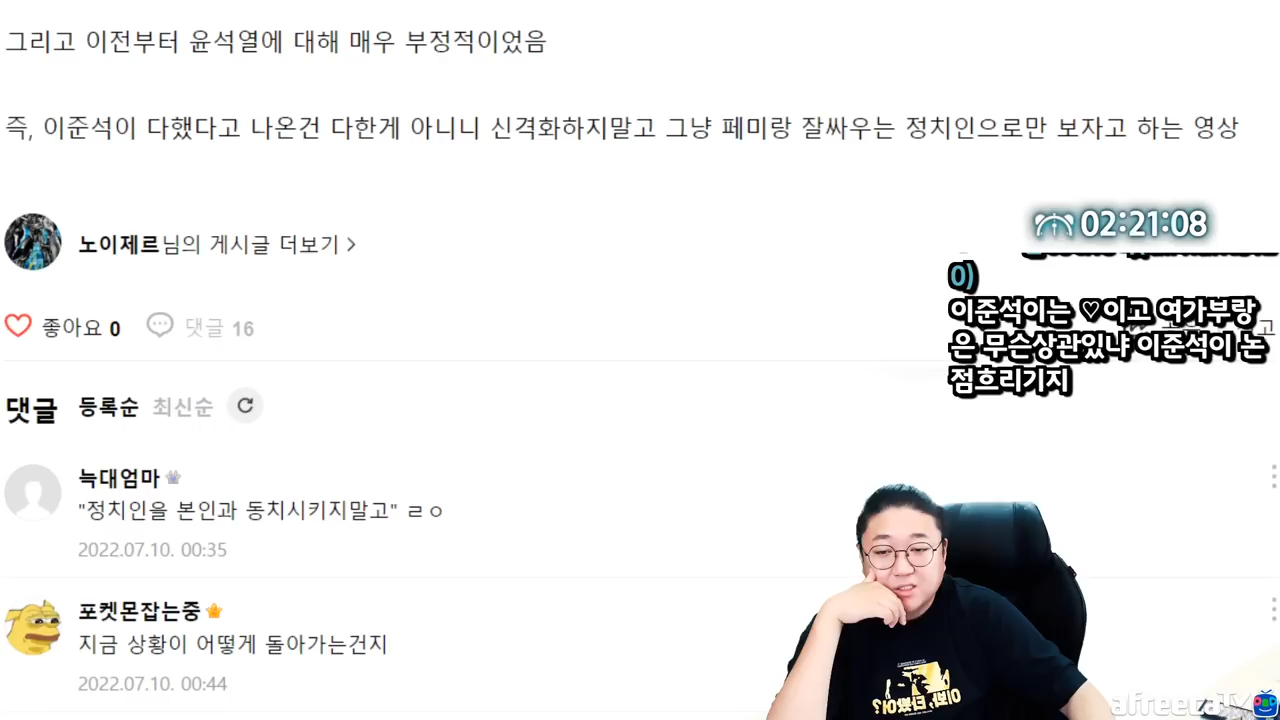 그리고 이전부터 윤석열에 대해 매우 부정적이었음
즉, 이준석이 다했다고 나온건 다한게 아니니 신격화하지말고 그냥 페미랑 잘싸우는 정치인으로만 보자고 하는 영상
노이제르님의 게시글 더보기 >
02:21:08
0)
이준석이는 ♡이고 여가부랑
은 무슨상관있냐 이준석이 논
점흐리기지
좋아요 0 댓글 16
댓글 등록순 최신순
늑대엄마
"정치인을 본인과 동치시키지말고" ㄹㅇ
2022.07.10. 00:35
포켓몬잡는중
지금 상황이 어떻게 돌아가는건지
2022.07.10. 00:44
afreecaTV